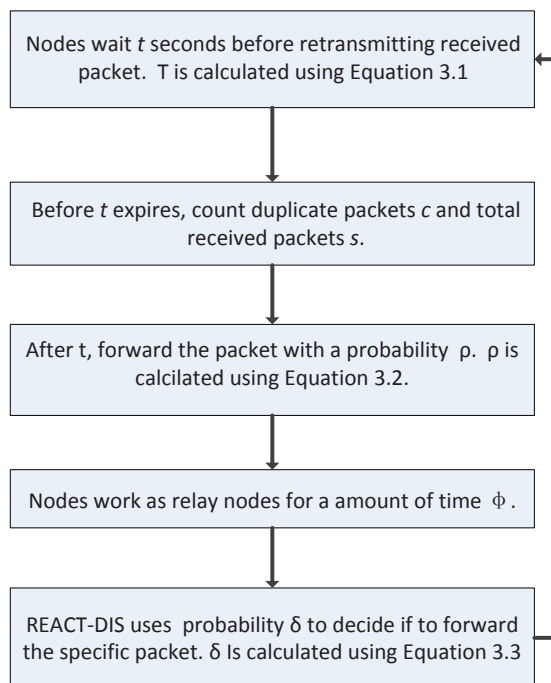 Nodes wait t seconds before retransmitting received
packet. T is calculated using Equation 3.1
Before t expires, count duplicate packets c and total
received packets s.
After t, forward the packet with a probability ρ. ρ is
calcilated using Equation 3.2.
Nodes work as relay nodes for a amount of time Φ.
REACT-DIS uses probability δ to decide if to forward
the specific packet. δ Is calculated using Equation 3.3